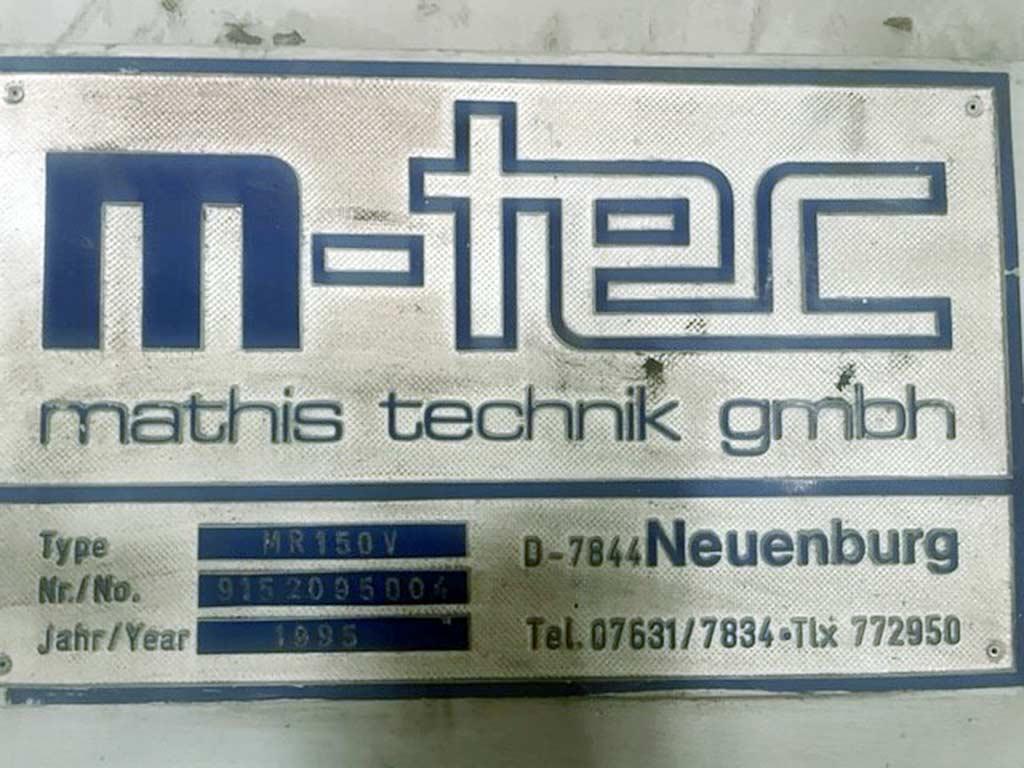 m-tec
mathis technik gmbh
Type MR150V
Nr./No. 9152095004
Jahr/Year 1995
D-7844 Neuenburg
Tel. 07631/7834•Tlx 772950